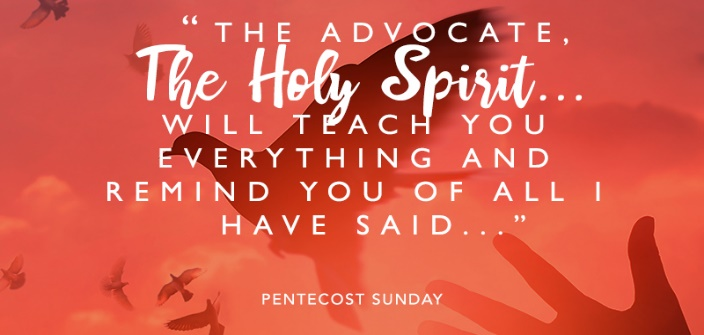 “ THE ADVOCATE,
The Holy Spirit...
WILL TEACH YOU
EVERYTHING AND
REMIND YOU OF ALL I
HAVE SAID...”
PENTECOST SUNDAY